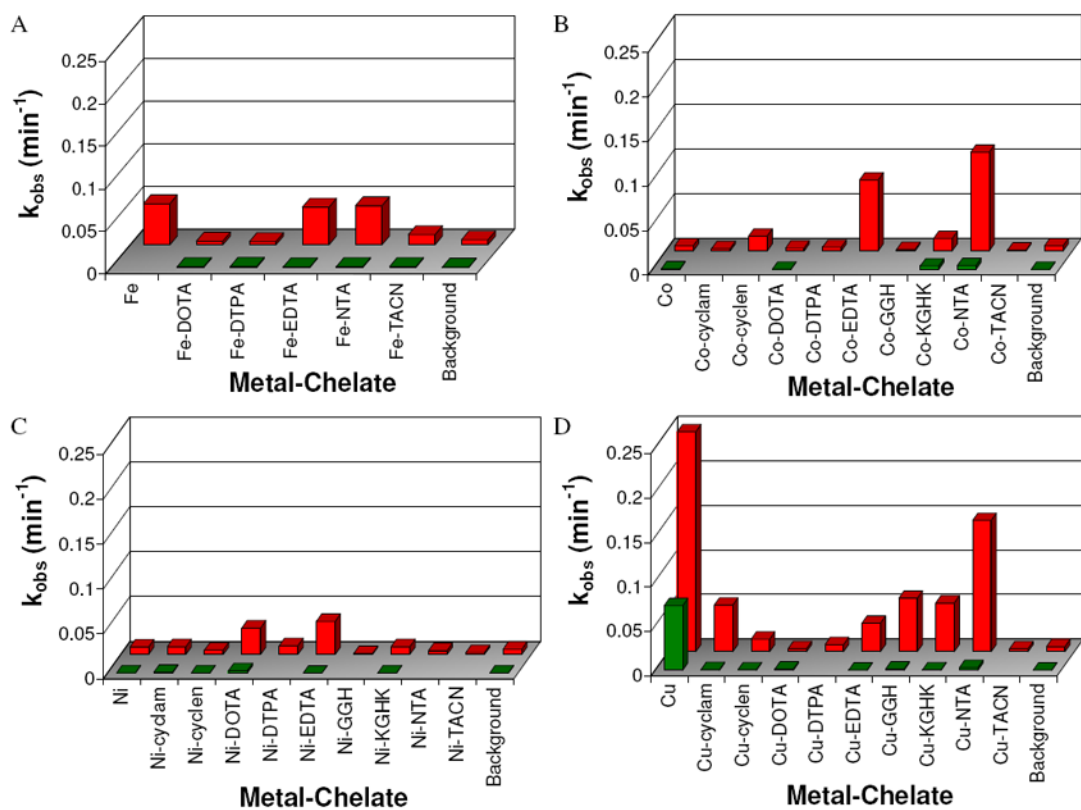 A
k_obs (min⁻¹)
0.25
0.2
0.15
0.1
0.05
0
Fe
Fe-DOTA
Fe-DTPA
Fe-EDTA
Fe-NTA
Fe-TACN
Background
Metal-Chelate
B
k_obs (min⁻¹)
0.25
0.2
0.15
0.1
0.05
0
Co
Co-cyclam
Co-cyclen
Co-DOTA
Co-DTPA
Co-EDTA
Co-GGH
Co-KGHK
Co-NTA
Co-TACN
Background
Metal-Chelate
C
k_obs (min⁻¹)
0.25
0.2
0.15
0.1
0.05
0
Ni
Ni-cyclam
Ni-cyclen
Ni-DOTA
Ni-DTPA
Ni-EDTA
Ni-GGH
Ni-KGHK
Ni-NTA
Ni-TACN
Background
Metal-Chelate
D
k_obs (min⁻¹)
0.25
0.2
0.15
0.1
0.05
0
Cu
Cu-cyclam
Cu-cyclen
Cu-DOTA
Cu-DTPA
Cu-EDTA
Cu-GGH
Cu-KGHK
Cu-NTA
Cu-TACN
Background
Metal-Chelate